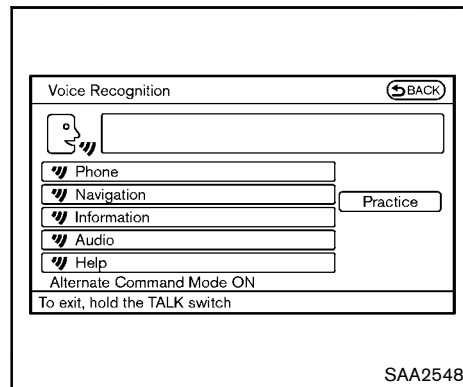 Voice Recognition
BACK
Phone
Navigation
Practice
Information
Audio
Help
Alternate Command Mode ON
To exit, hold the TALK switch
SAA2548